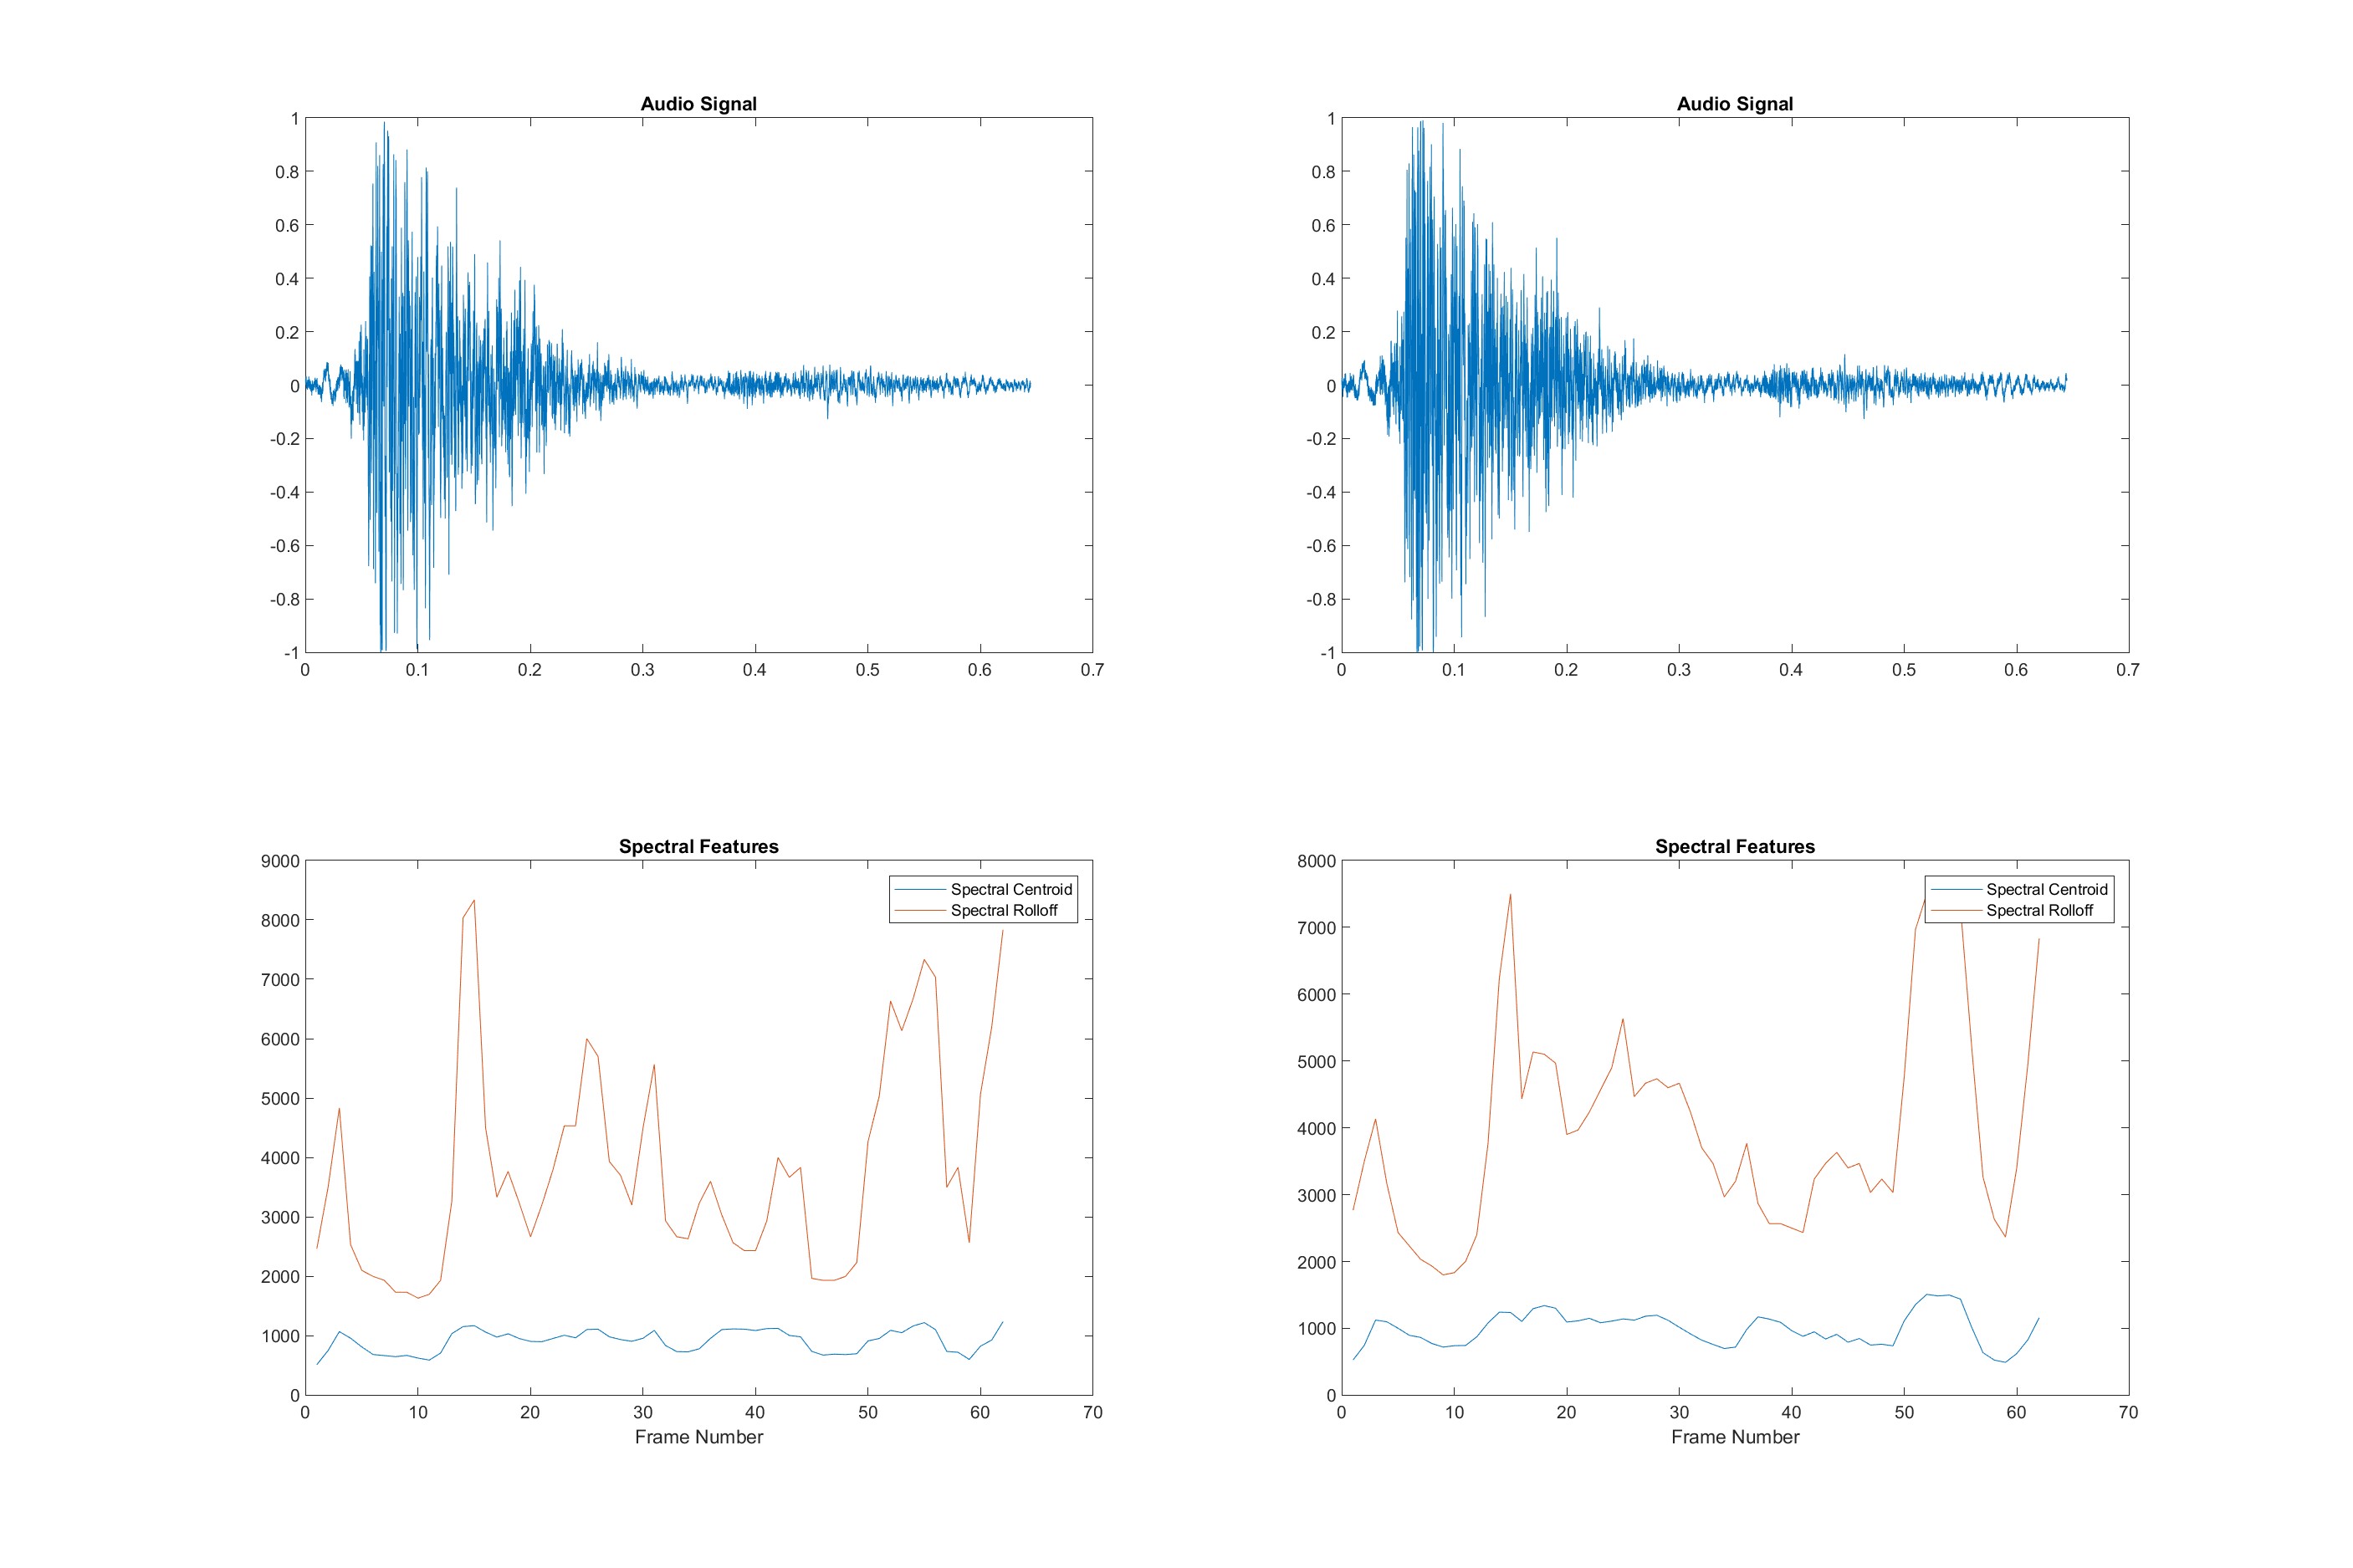 Audio Signal
1
0.8
0.6
0.4
0.2
0
-0.2
-0.4
-0.6
-0.8
-1
0 0.1 0.2 0.3 0.4 0.5 0.6 0.7
Audio Signal
1
0.8
0.6
0.4
0.2
0
-0.2
-0.4
-0.6
-0.8
-1
0 0.1 0.2 0.3 0.4 0.5 0.6 0.7
Spectral Features
9000
8000
7000
6000
5000
4000
3000
2000
1000
0
Spectral Centroid
Spectral Rolloff
0 10 20 30 40 50 60 70
Frame Number
Spectral Features
8000
7000
6000
5000
4000
3000
2000
1000
0
Spectral Centroid
Spectral Rolloff
0 10 20 30 40 50 60 70
Frame Number